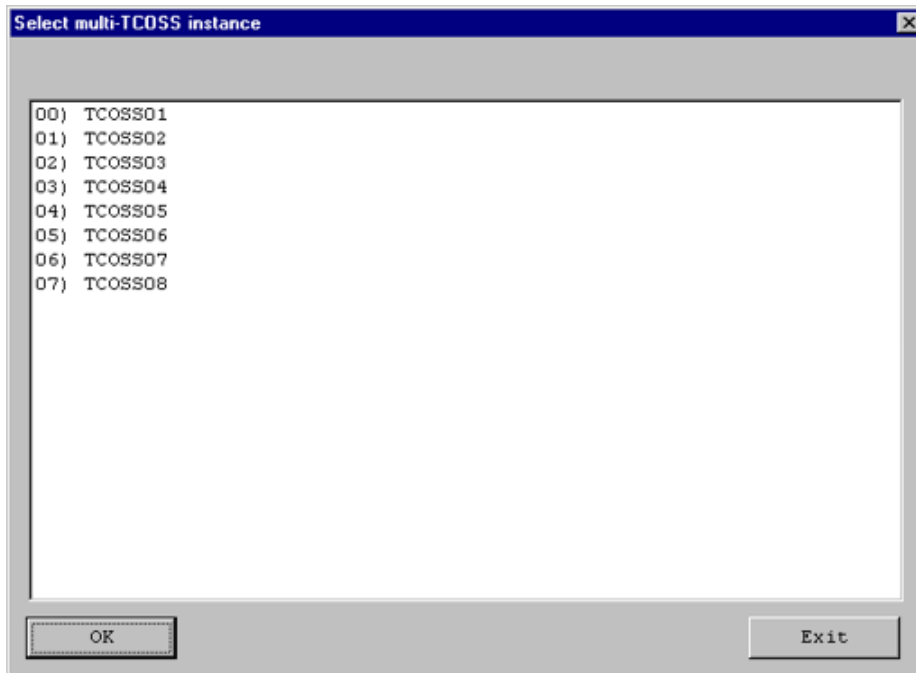 Select multi-TCOSS instance
00) TCOSS01
01) TCOSS02
02) TCOSS03
03) TCOSS04
04) TCOSS05
05) TCOSS06
06) TCOSS07
07) TCOSS08
OK
Exit